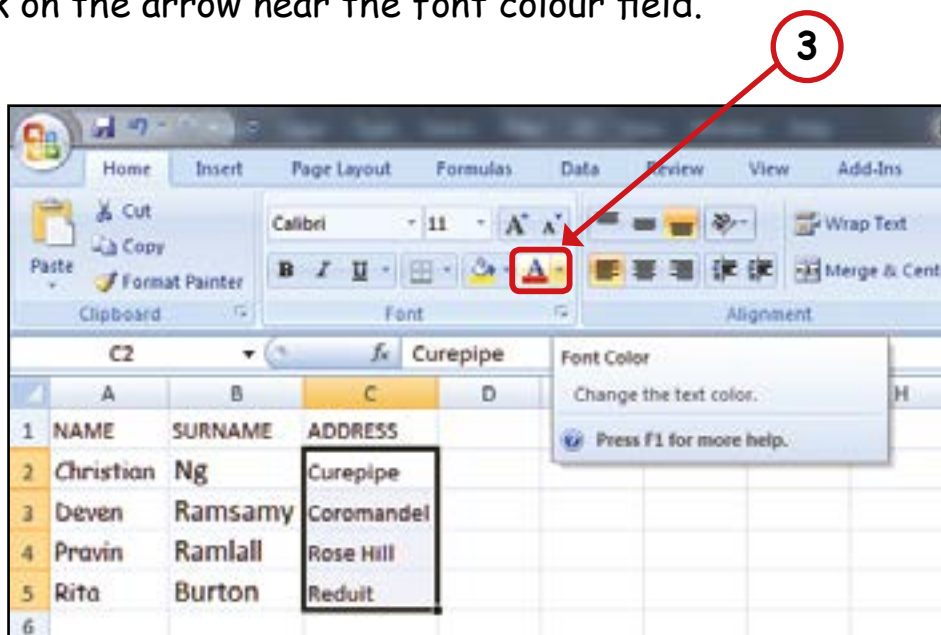 k on the arrow near the font colour field.
3
Home Insert Page Layout Formulas Data Review View Add-Ins
Cut
Copy
Format Painter
Paste
Calibri 11 A A
Wrap Text
B I U A
Merge & Cent
Clipboard Font Alignment
C2 fx Curepipe
Font Color
Change the text color.
Press F1 for more help.
A B C D H
1 NAME SURNAME ADDRESS
2 Christian Ng Curepipe
3 Deven Ramsamy Coromandel
4 Pravin Ramlall Rose Hill
5 Rita Burton Reduit
6